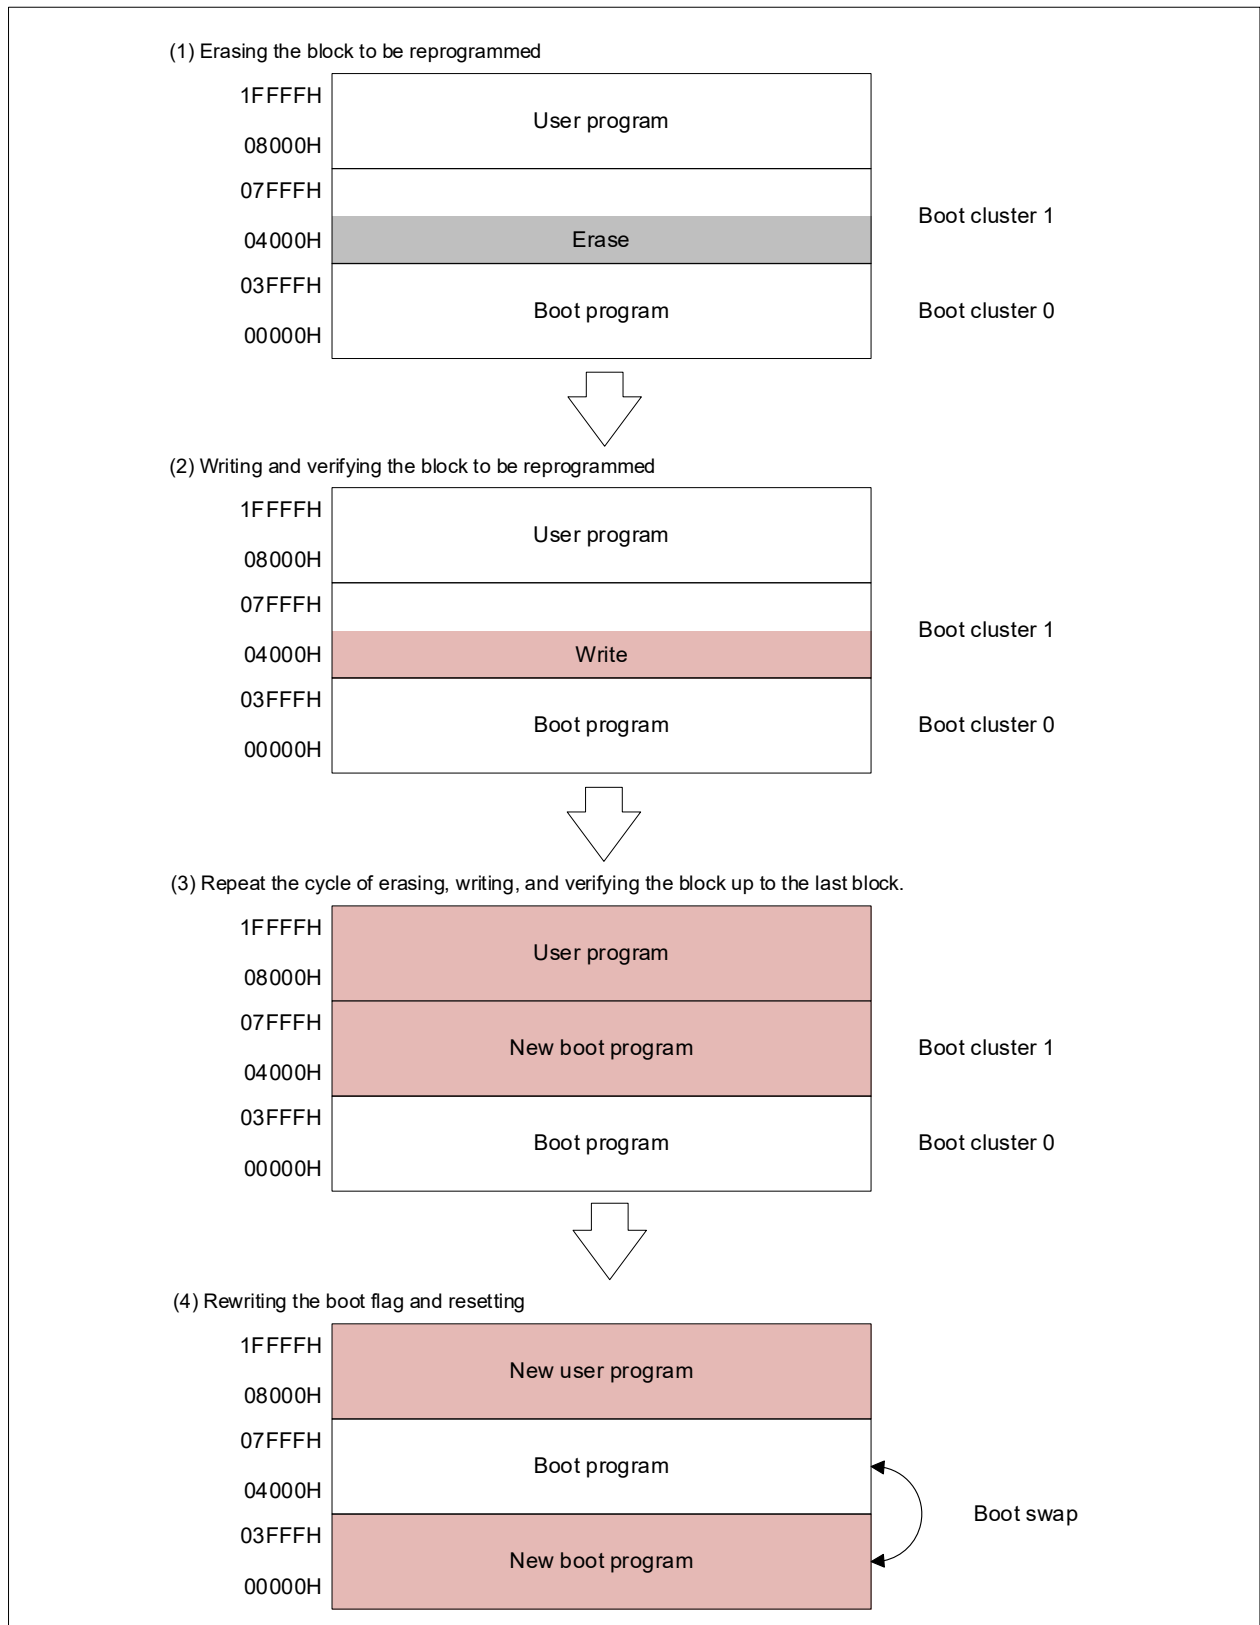 (1) Erasing the block to be reprogrammed
1FFFFH
User program
08000H
07FFFH
Boot cluster 1
04000H
Erase
03FFFH
Boot program
Boot cluster 0
00000H
(2) Writing and verifying the block to be reprogrammed
1FFFFH
User program
08000H
07FFFH
Boot cluster 1
04000H
Write
03FFFH
Boot program
Boot cluster 0
00000H
(3) Repeat the cycle of erasing, writing, and verifying the block up to the last block.
1FFFFH
User program
08000H
07FFFH
New boot program
Boot cluster 1
04000H
03FFFH
Boot program
Boot cluster 0
00000H
(4) Rewriting the boot flag and resetting
1FFFFH
New user program
08000H
07FFFH
Boot program
04000H
Boot swap
03FFFH
New boot program
00000H